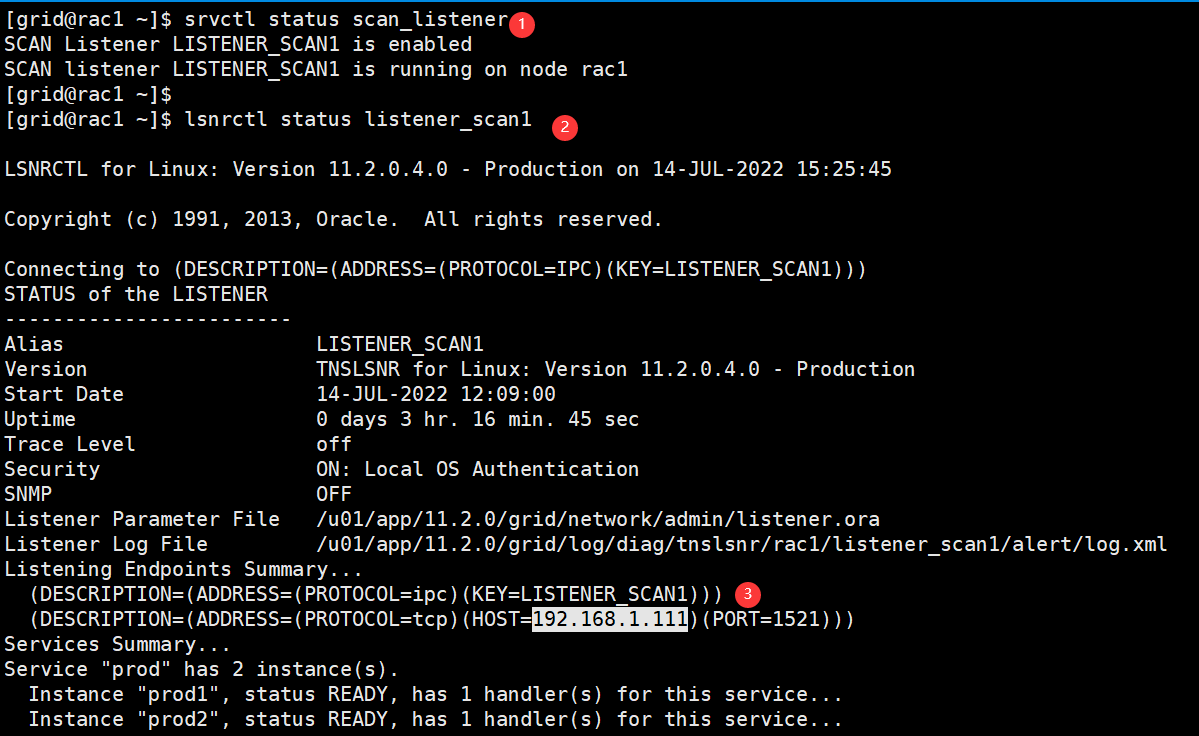 [grid@rac1 ~]$ srvctl status scan_listener 1
SCAN Listener LISTENER_SCAN1 is enabled
SCAN listener LISTENER_SCAN1 is running on node rac1
[grid@rac1 ~]$
[grid@rac1 ~]$ lsnrctl status listener_scan1 2
LSNRCTL for Linux: Version 11.2.0.4.0 - Production on 14-JUL-2022 15:25:45
Copyright (c) 1991, 2013, Oracle.  All rights reserved.
Connecting to (DESCRIPTION=(ADDRESS=(PROTOCOL=IPC)(KEY=LISTENER_SCAN1)))
STATUS of the LISTENER
------------------------
Alias                     LISTENER_SCAN1
Version                   TNSLSNR for Linux: Version 11.2.0.4.0 - Production
Start Date                14-JUL-2022 12:09:00
Uptime                    0 days 3 hr. 16 min. 45 sec
Trace Level               off
Security                  ON: Local OS Authentication
SNMP                      OFF
Listener Parameter File   /u01/app/11.2.0/grid/network/admin/listener.ora
Listener Log File         /u01/app/11.2.0/grid/log/diag/tnslsnr/rac1/listener_scan1/alert/log.xml
Listening Endpoints Summary...
  (DESCRIPTION=(ADDRESS=(PROTOCOL=ipc)(KEY=LISTENER_SCAN1))) 3
  (DESCRIPTION=(ADDRESS=(PROTOCOL=tcp)(HOST=192.168.1.111)(PORT=1521)))
Services Summary...
Service "prod" has 2 instance(s).
  Instance "prod1", status READY, has 1 handler(s) for this service...
  Instance "prod2", status READY, has 1 handler(s) for this service...